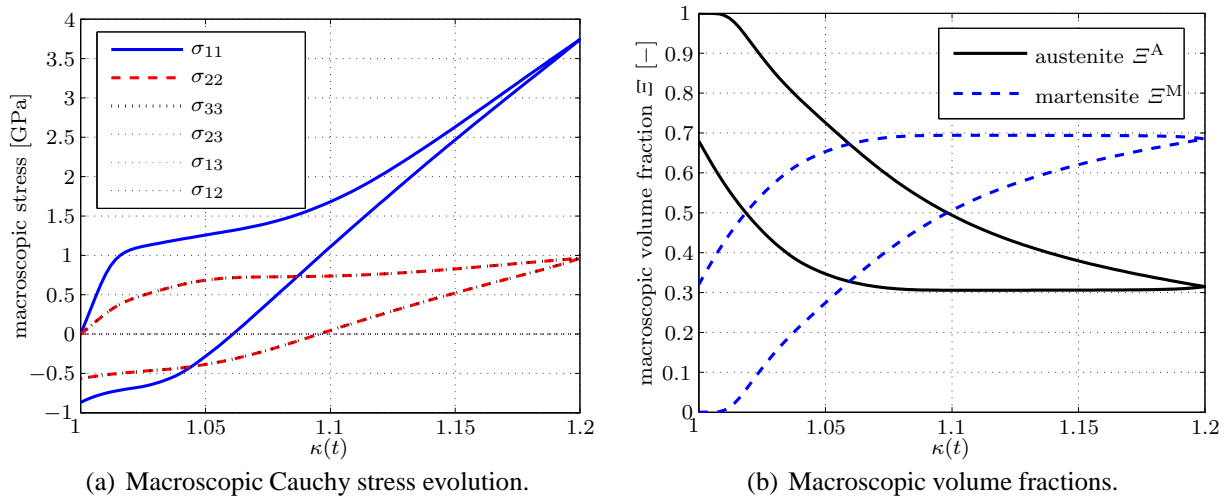 4
3.5
3
2.5
2
1.5
1
0.5
0
−0.5
−1
macroscopic stress [GPa]
σ11
σ22
σ33
σ23
σ13
σ12
1
1.05
1.1
1.15
1.2
κ(t)
(a) Macroscopic Cauchy stress evolution.
1
0.9
0.8
0.7
0.6
0.5
0.4
0.3
0.2
0.1
0
macroscopic volume fraction Ξ [−]
austenite Ξᴬ
martensite Ξᴹ
1
1.05
1.1
1.15
1.2
κ(t)
(b) Macroscopic volume fractions.